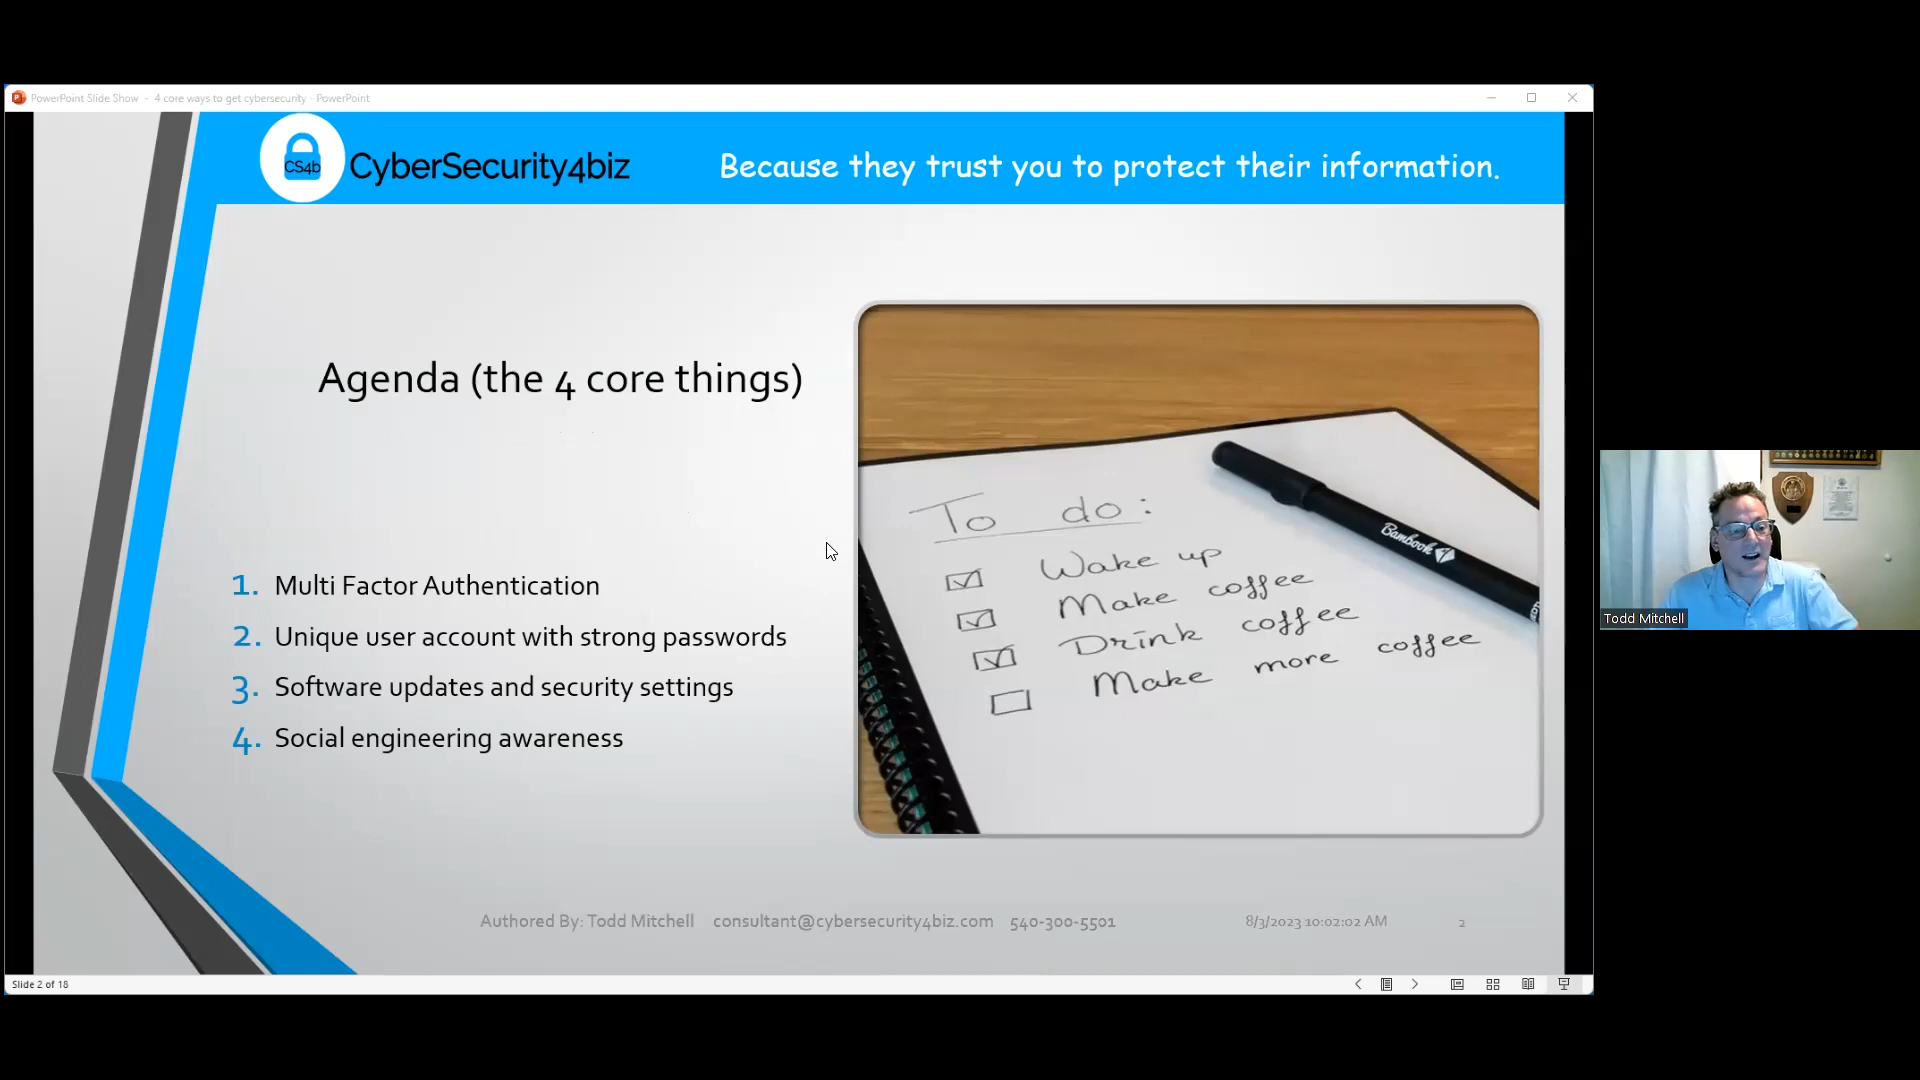 PowerPoint Slide Show - 4 core ways to get cybersecurity - PowerPoint
CS4b
CyberSecurity4biz
Because they trust you to protect their information.
Agenda (the 4 core things)
1. Multi Factor Authentication
2. Unique user account with strong passwords
3. Software updates and security settings
4. Social engineering awareness
To do:
Wake up
Make coffee
Drink coffee
Make more coffee
Bambook
Authored By: Todd Mitchell consultant@cybersecurity4biz.com 540-300-5501
8/3/2023 10:02:02 AM
2
Slide 2 of 18
Todd Mitchell